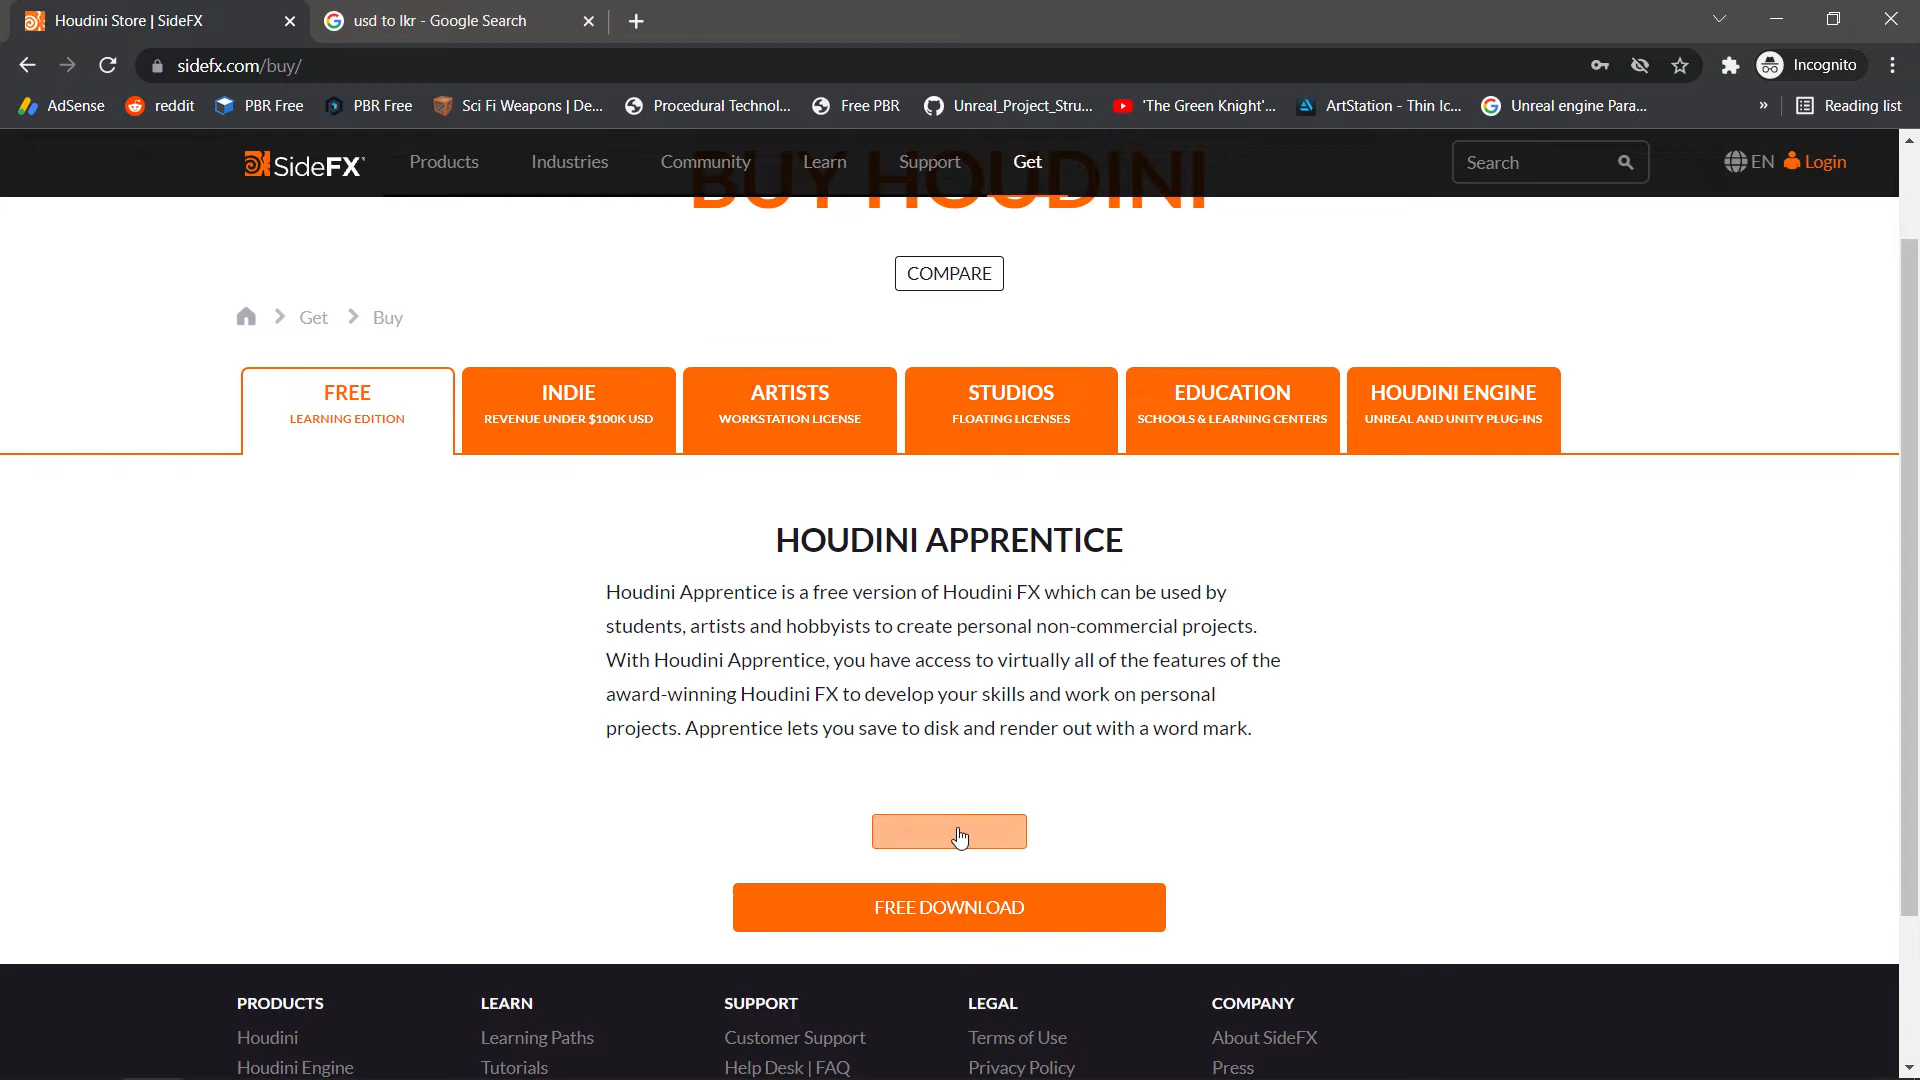 Houdini Store | SideFX
usd to lkr - Google Search
sidefx.com/buy/
Incognito
AdSense
reddit
PBR Free
PBR Free
Sci Fi Weapons | De...
Procedural Technol...
Free PBR
Unreal_Project_Stru...
'The Green Knight'...
ArtStation - Thin Ic...
Unreal engine Para...
»
Reading list
SideFX
Products
Industries
Community
Learn
Support
Get
Search
EN
Login
BUY HOUDINI
COMPARE
Get
Buy
FREE
LEARNING EDITION
INDIE
REVENUE UNDER $100K USD
ARTISTS
WORKSTATION LICENSE
STUDIOS
FLOATING LICENSES
EDUCATION
SCHOOLS & LEARNING CENTERS
HOUDINI ENGINE
UNREAL AND UNITY PLUG-INS
HOUDINI APPRENTICE
Houdini Apprentice is a free version of Houdini FX which can be used by
students, artists and hobbyists to create personal non-commercial projects.
With Houdini Apprentice, you have access to virtually all of the features of the
award-winning Houdini FX to develop your skills and work on personal
projects. Apprentice lets you save to disk and render out with a word mark.
FREE DOWNLOAD
PRODUCTS
Houdini
Houdini Engine
LEARN
Learning Paths
Tutorials
SUPPORT
Customer Support
Help Desk | FAQ
LEGAL
Terms of Use
Privacy Policy
COMPANY
About SideFX
Press